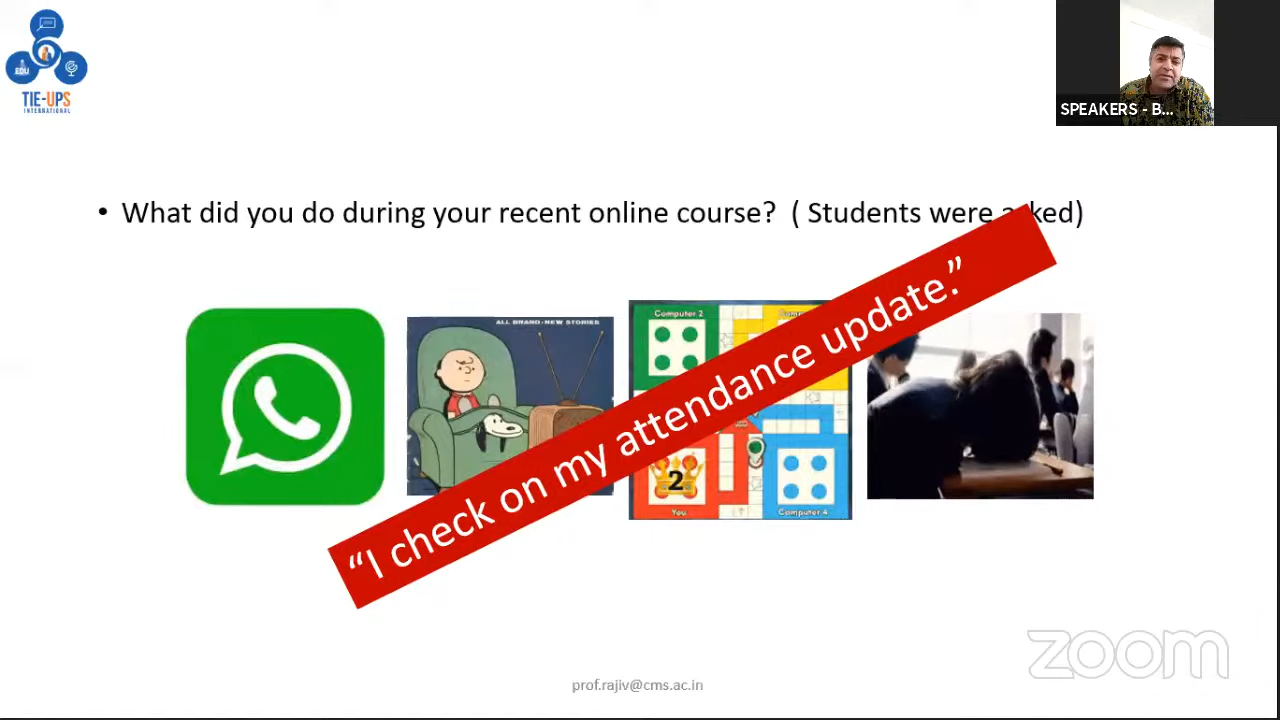 TIE-UPS
INTERNATIONAL
EDU
SPEAKERS - B...
• What did you do during your recent online course? ( Students were asked)
ALL BRAND-NEW STORIES
Computer 2
2
You
Computer 4
“I check on my attendance update.”
zoom
prof.rajiv@cms.ac.in